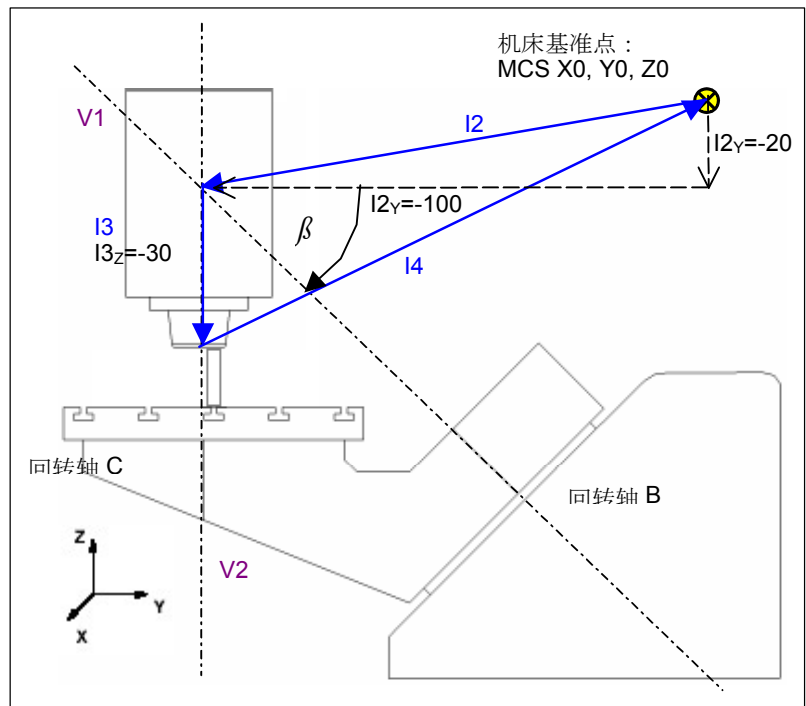 机床基准点：
MCS X0, Y0, Z0
V1
I2
I2Y=-20
I2Y=-100
I3
I3Z=-30
ß
I4
回转轴 C
回转轴 B
V2
Z
Y
X